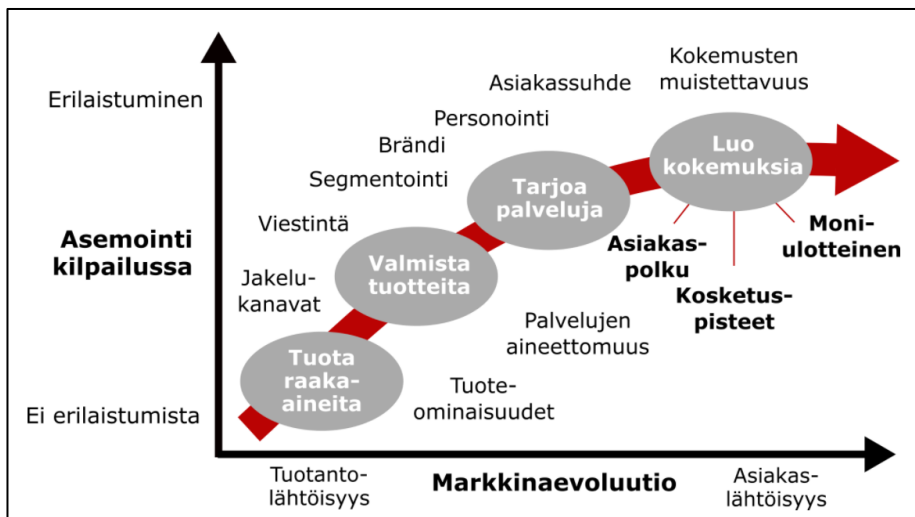 Kokemusten
muistettavuus
Asiakassuhde
Erilaistuminen
Personointi
Brändi
Luo
kokemuksia
Segmentointi
Tarjoa
palveluja
Viestintä
Asemointi
kilpailussa
Asiakas-
polku
Moni-
ulotteinen
Valmista
tuotteita
Jakelu-
kanavat
Kosketus-
pisteet
Palvelujen
aineettomuus
Tuota
raaka-
aineita
Tuote-
ominaisuudet
Ei erilaistumista
Tuotanto-
lähtöisyys
Markkinaevoluutio
Asiakas-
lähtöisyys